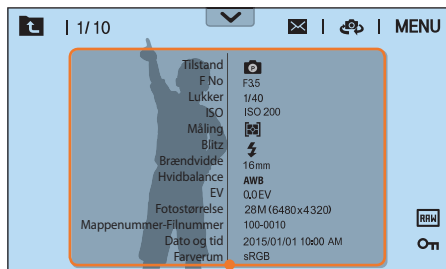 1/10 MENU
Tilstand P
F No F3.5
Lukker 1/40
ISO ISO 200
Måling
Blitz
Brændvidde 16mm
Hvidbalance AWB
EV 0.0EV
Fotostørrelse 28M (6480x4320)
RAW
Mappenummer-Filnummer 100-0010
Dato og tid 2015/01/01 10:00 AM
Farverum sRGB